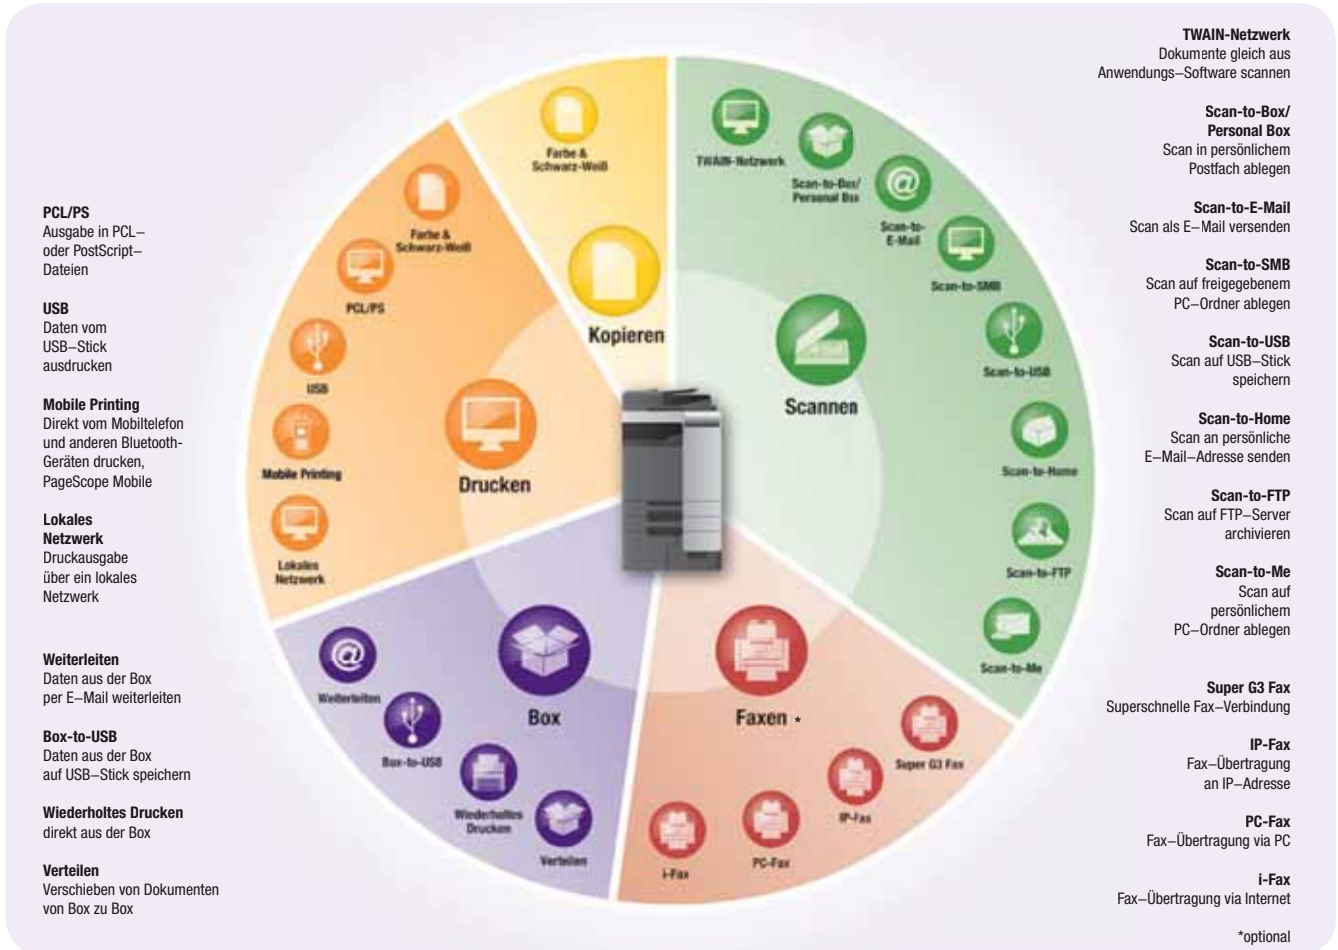 PCL/PS
Ausgabe in PCL–
oder PostScript–
Dateien
USB
Daten vom
USB–Stick
ausdrucken
Mobile Printing
Direkt vom Mobiltelefon
und anderen Bluetooth-
Geräten drucken,
PageScope Mobile
Lokales
Netzwerk
Druckausgabe
über ein lokales
Netzwerk
Weiterleiten
Daten aus der Box
per E–Mail weiterleiten
Box-to-USB
Daten aus der Box
auf USB–Stick speichern
Wiederholtes Drucken
direkt aus der Box
Verteilen
Verschieben von Dokumenten
von Box zu Box
Farbe &
Schwarz-Weiß
Kopieren
Farbe &
Schwarz-Weiß
PCL/PS
USB
Mobile Printing
Lokales
Netzwerk
Drucken
TWAIN-Netzwerk
Scan-to-Box/
Personal Box
@
Scan-to-
E-Mail
Scan-to-SMB
Scan-to-USB
Scan-to-Home
Scan-to-FTP
Scan-to-Me
Scannen
@
Weiterleiten
Box-to-USB
Wiederholtes
Drucken
Verteilen
Box
Faxen *
Super G3 Fax
IP-Fax
PC-Fax
i-Fax
TWAIN-Netzwerk
Dokumente gleich aus
Anwendungs–Software scannen
Scan-to-Box/
Personal Box
Scan in persönlichem
Postfach ablegen
Scan-to-E-Mail
Scan als E–Mail versenden
Scan-to-SMB
Scan auf freigegebenem
PC–Ordner ablegen
Scan-to-USB
Scan auf USB–Stick
speichern
Scan-to-Home
Scan an persönliche
E–Mail–Adresse senden
Scan-to-FTP
Scan auf FTP–Server
archivieren
Scan-to-Me
Scan auf
persönlichem
PC–Ordner ablegen
Super G3 Fax
Superschnelle Fax–Verbindung
IP-Fax
Fax–Übertragung
an IP–Adresse
PC-Fax
Fax–Übertragung via PC
i-Fax
Fax–Übertragung via Internet
*optional